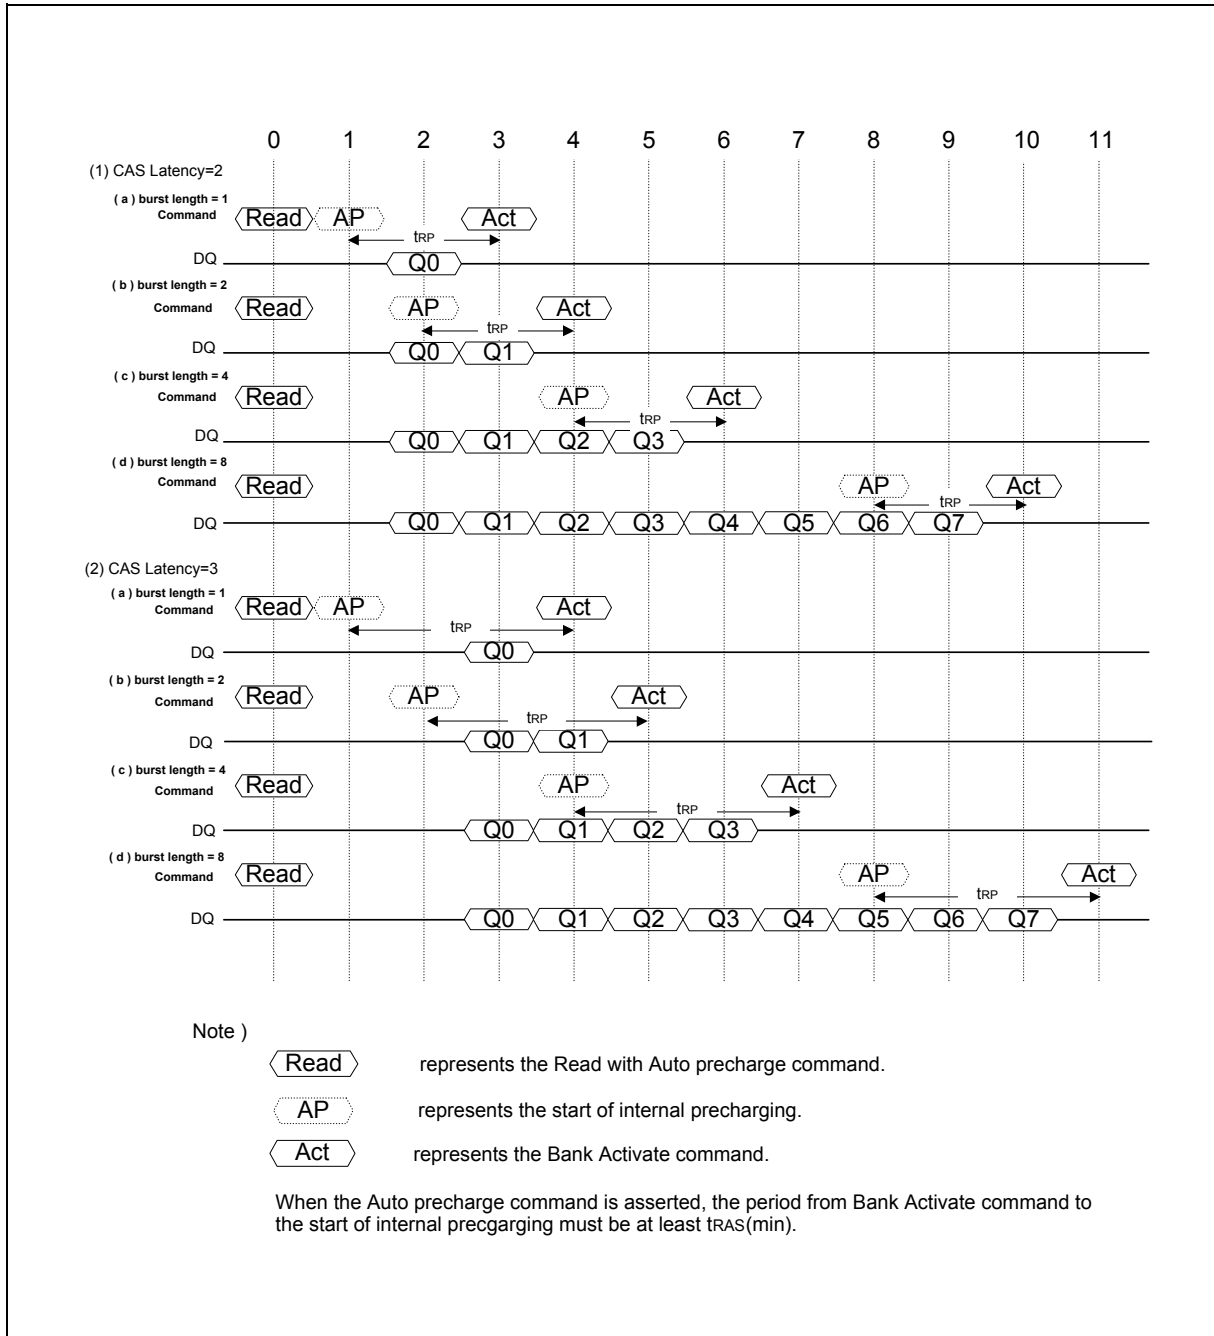 0 1 2 3 4 5 6 7 8 9 10 11
(1) CAS Latency=2
( a ) burst length = 1
Command Read AP Act
tRP
DQ Q0
( b ) burst length = 2
Command Read AP Act
tRP
DQ Q0 Q1
( c ) burst length = 4
Command Read AP Act
tRP
DQ Q0 Q1 Q2 Q3
( d ) burst length = 8
Command Read AP Act
tRP
DQ Q0 Q1 Q2 Q3 Q4 Q5 Q6 Q7
(2) CAS Latency=3
( a ) burst length = 1
Command Read AP Act
tRP
DQ Q0
( b ) burst length = 2
Command Read AP Act
tRP
DQ Q0 Q1
( c ) burst length = 4
Command Read AP Act
tRP
DQ Q0 Q1 Q2 Q3
( d ) burst length = 8
Command Read AP Act
tRP
DQ Q0 Q1 Q2 Q3 Q4 Q5 Q6 Q7
Note )
Read represents the Read with Auto precharge command.
AP represents the start of internal precharging.
Act represents the Bank Activate command.
When the Auto precharge command is asserted, the period from Bank Activate command to
the start of internal precgarging must be at least tRAS(min).